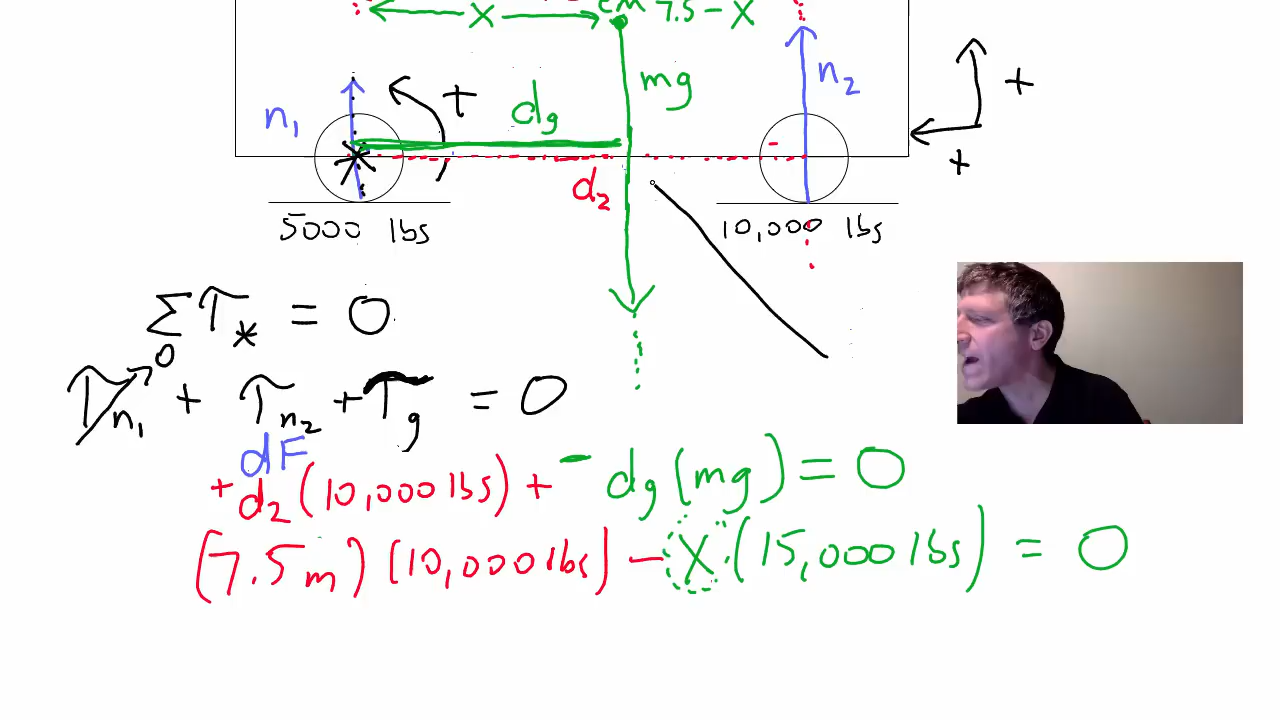 X cm 7.5 - X
n₁ + dg mg n₂ +
d₂ +
5000 lbs 10,000 lbs
Στ* = 0
τn₁ 0 + τn₂ + τg = 0
dF
+ d₂ (10,000 lbs) + - dg (mg) = 0
(7.5 m) (10,000 lbs) - X (15,000 lbs) = 0